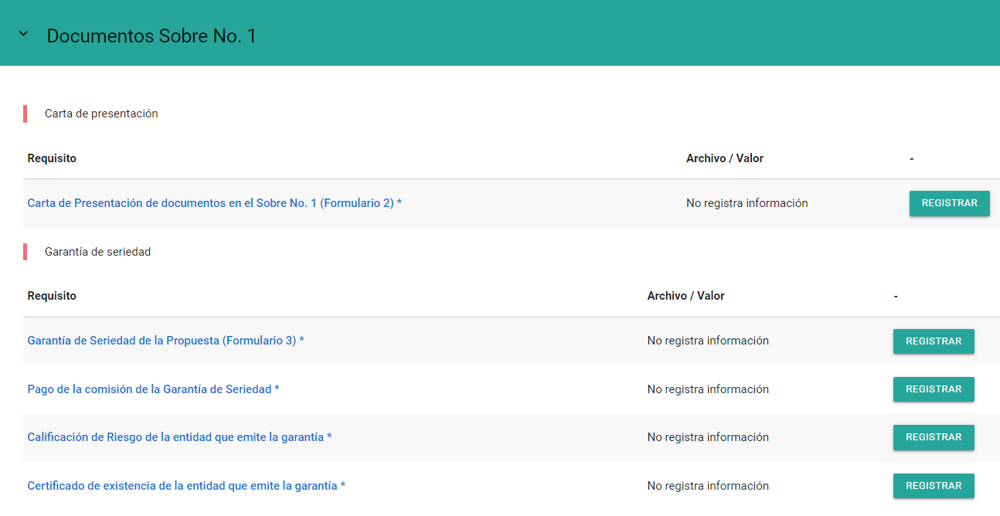 Documentos Sobre No. 1
Carta de presentación
Requisito Archivo / Valor -
Carta de Presentación de documentos en el Sobre No. 1 (Formulario 2) * No registra información REGISTRAR
Garantía de seriedad
Requisito Archivo / Valor -
Garantía de Seriedad de la Propuesta (Formulario 3) * No registra información REGISTRAR
Pago de la comisión de la Garantía de Seriedad * No registra información REGISTRAR
Calificación de Riesgo de la entidad que emite la garantía * No registra información REGISTRAR
Certificado de existencia de la entidad que emite la garantía * No registra información REGISTRAR